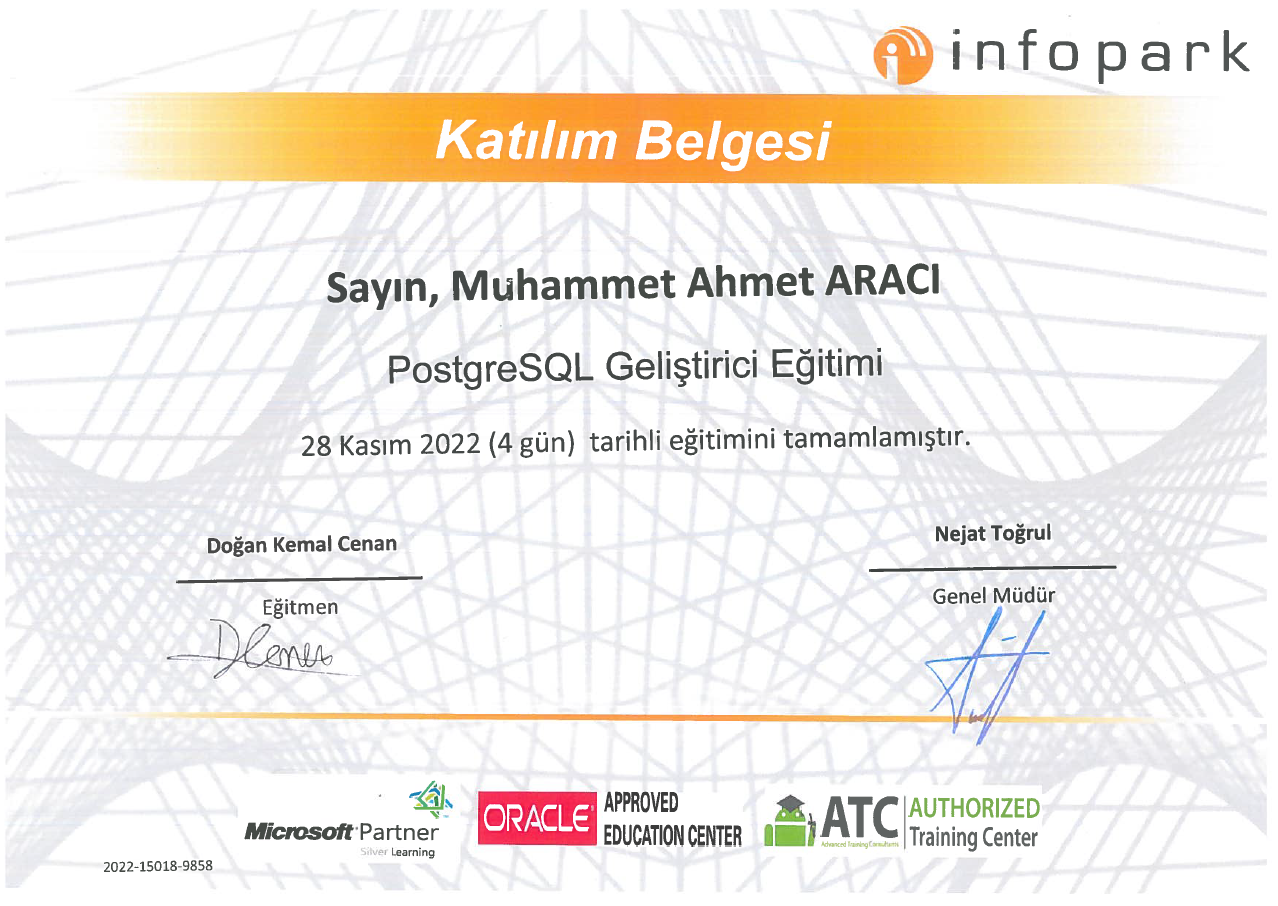 infopark
Katılım Belgesi
Sayın, Muhammet Ahmet ARACI
PostgreSQL Geliştirici Eğitimi
28 Kasım 2022 (4 gün) tarihli eğitimini tamamlamıştır.
Doğan Kemal Cenan
Eğitmen
Nejat Toğrul
Genel Müdür
Microsoft Partner
Silver Learning
ORACLE APPROVED
EDUCATION CENTER
ATC AUTHORIZED
Training Center
Advanced Training Consultants
2022-15018-9858